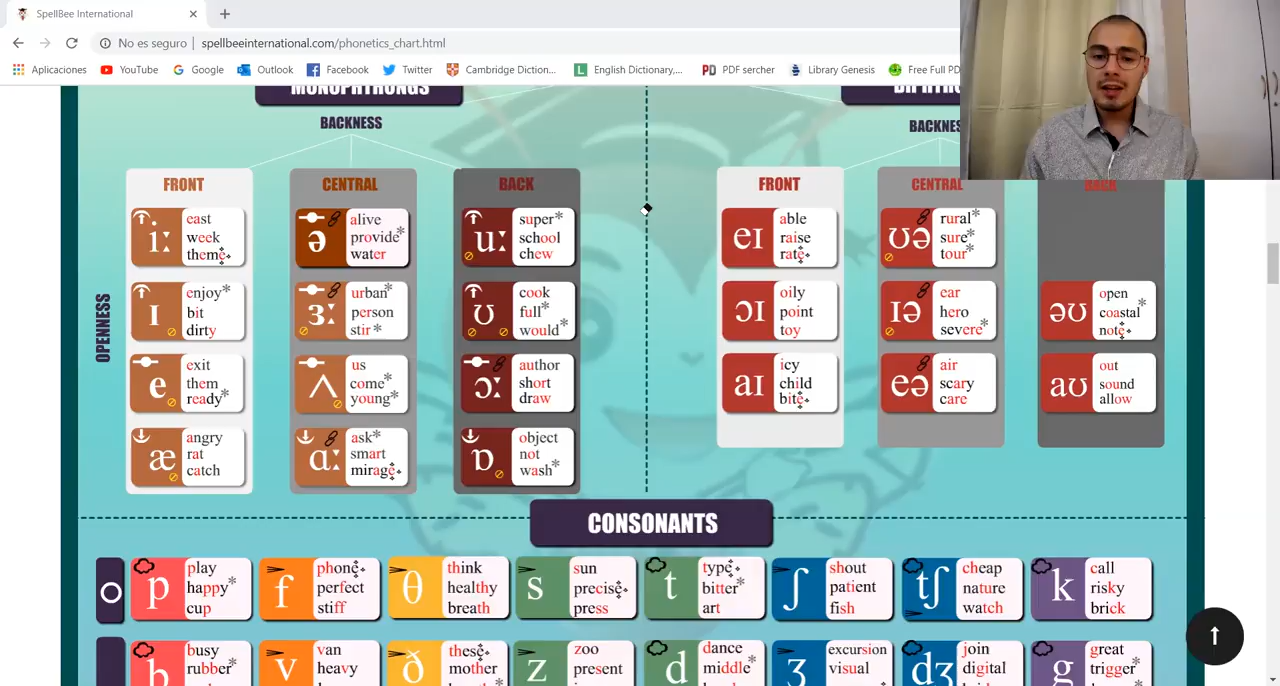 SpellBee International
No es seguro | spellbeeinternational.com/phonetics_chart.html
Aplicaciones YouTube Google Outlook Facebook Twitter Cambridge Diction... English Dictionary,... PDF sercher Library Genesis Free Full PD
MONOPHTHONGS
BACKNESS
OPENNESS
FRONT
iː
east
week
theme
ɪ
enjoy*
bit
dirty
e
exit
them
ready*
æ
angry
rat
catch
CENTRAL
ə
alive
provide*
water
ɜː
urban*
person
stir*
ʌ
us
come*
young*
ɑː
ask*
smart
mirage
BACK
uː
super*
school
chew
ʊ
cook
full*
would*
ɔː
author
short
draw
ɒ
object
not
wash*
DIPHTHONGS
BACKNESS
FRONT
eɪ
able
raise
rate
ɔɪ
oily
point
toy
aɪ
icy
child
bite
CENTRAL
ʊə
rural*
sure*
tour*
ɪə
ear
hero
severe*
eə
air
scary
care
BACK
əʊ
open
coastal*
note
aʊ
out
sound
allow
CONSONANTS
p
play
happy*
cup
f
phone
perfect
stiff
θ
think
healthy
breath
s
sun
precise
press
t
type
bitter*
art
ʃ
shout
patient
fish
tʃ
cheap
nature
watch
k
call
risky
brick
b
busy
rubber*
v
van
heavy
ð
these
mother
z
zoo
present
d
dance
middle*
ʒ
excursion
visual
dʒ
join
digital
g
great
trigger*